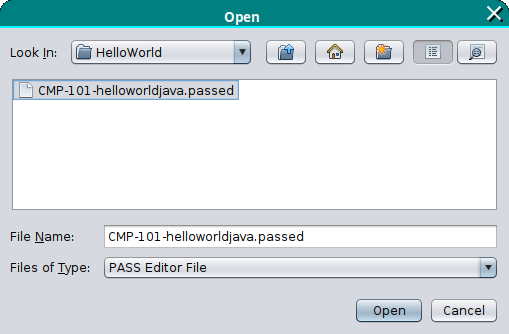 Open
Look In: HelloWorld
CMP-101-helloworldjava.passed
File Name: CMP-101-helloworldjava.passed
Files of Type: PASS Editor File
Open Cancel